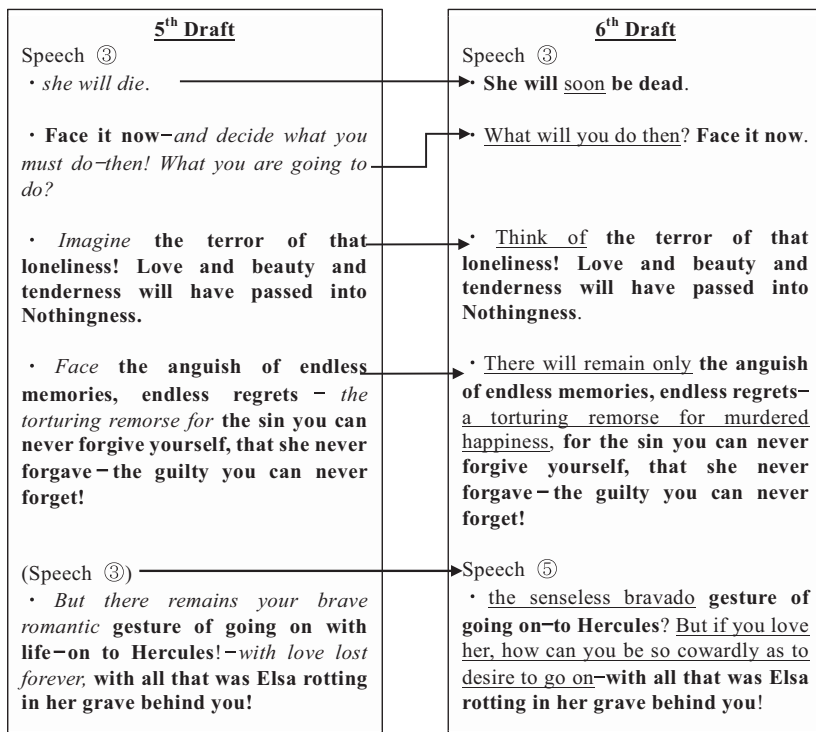 5th Draft
Speech ③
・ she will die.
・ Face it now–and decide what you
must do–then! What you are going to
do?
・ Imagine the terror of that
loneliness! Love and beauty and
tenderness will have passed into
Nothingness.
・ Face the anguish of endless
memories, endless regrets – the
torturing remorse for the sin you can
never forgive yourself, that she never
forgave – the guilty you can never
forget!
(Speech ③)
・ But there remains your brave
romantic gesture of going on with
life–on to Hercules!–with love lost
forever, with all that was Elsa rotting
in her grave behind you!
6th Draft
Speech ③
・ She will soon be dead.
・ What will you do then? Face it now.
・ Think of the terror of that
loneliness! Love and beauty and
tenderness will have passed into
Nothingness.
・ There will remain only the anguish
of endless memories, endless regrets–
a torturing remorse for murdered
happiness, for the sin you can never
forgive yourself, that she never
forgave – the guilty you can never
forget!
Speech ⑤
・ the senseless bravado gesture of
going on–to Hercules? But if you love
her, how can you be so cowardly as to
desire to go on–with all that was Elsa
rotting in her grave behind you!